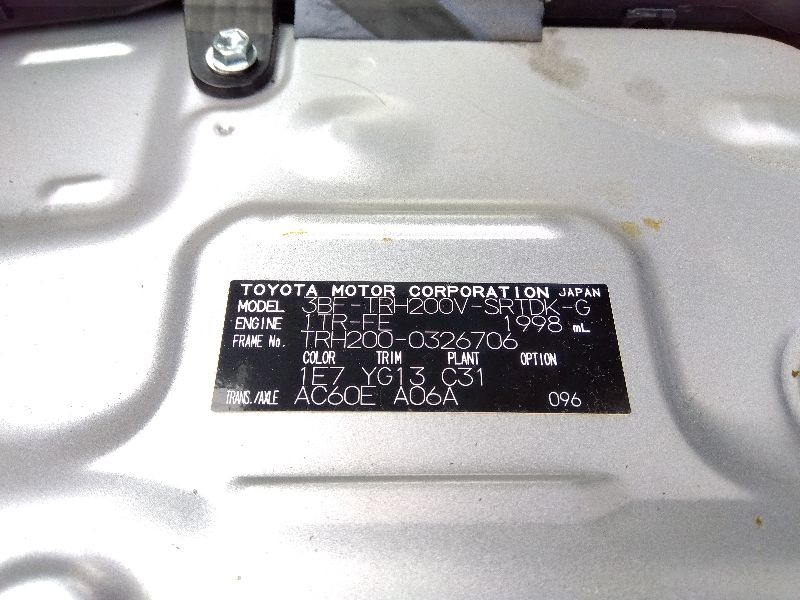 TOYOTA MOTOR CORPORATION JAPAN
MODEL 3BF-TRH200V-SRTDK-G
ENGINE 1TR-FE 1998 mL
FRAME No. TRH200-0326706
COLOR TRIM PLANT OPTION
1E7 YG13 C31
TRANS./AXLE AC60E A06A 096